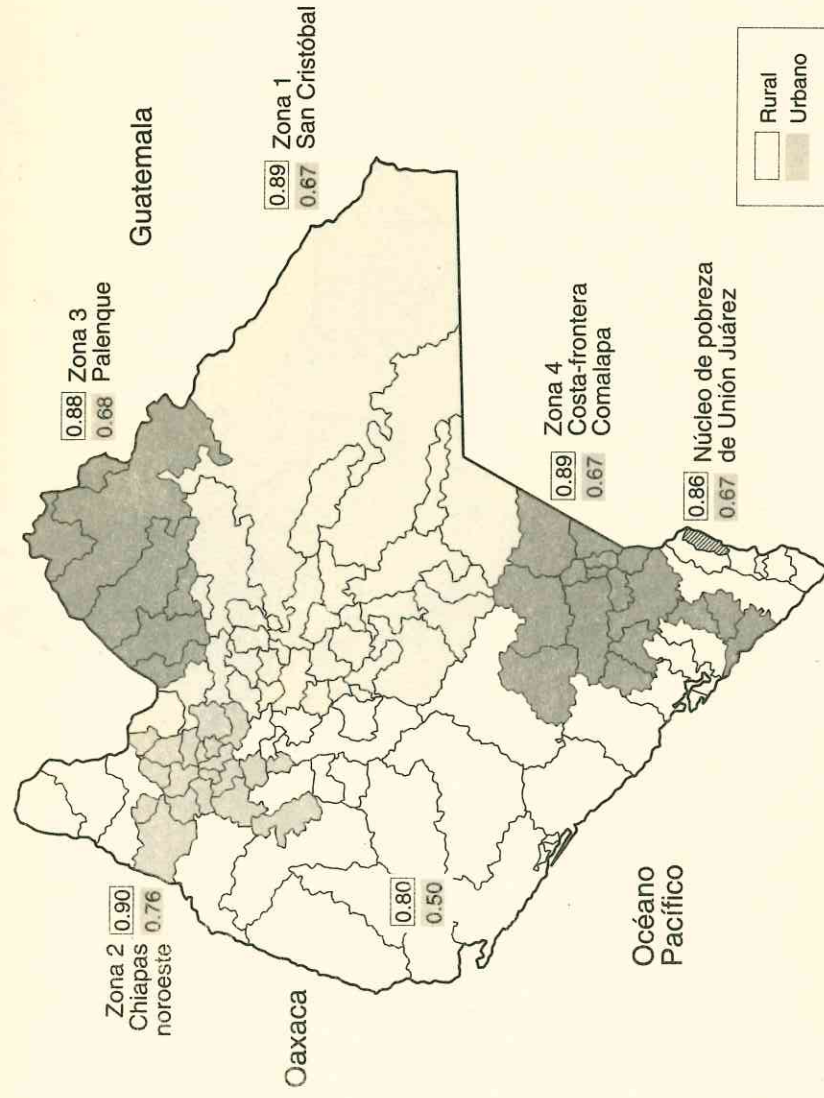 Guatemala
0.88 Zona 3
0.68 Palenque
0.89 Zona 1
0.67 San Cristóbal
Zona 2 0.90
Chiapas 0.76
noroeste
Oaxaca
0.80
0.50
0.89 Zona 4
0.67 Costa-frontera
Comalapa
0.86 Núcleo de pobreza
0.67 de Unión Juárez
Océano
Pacífico
Rural
Urbano